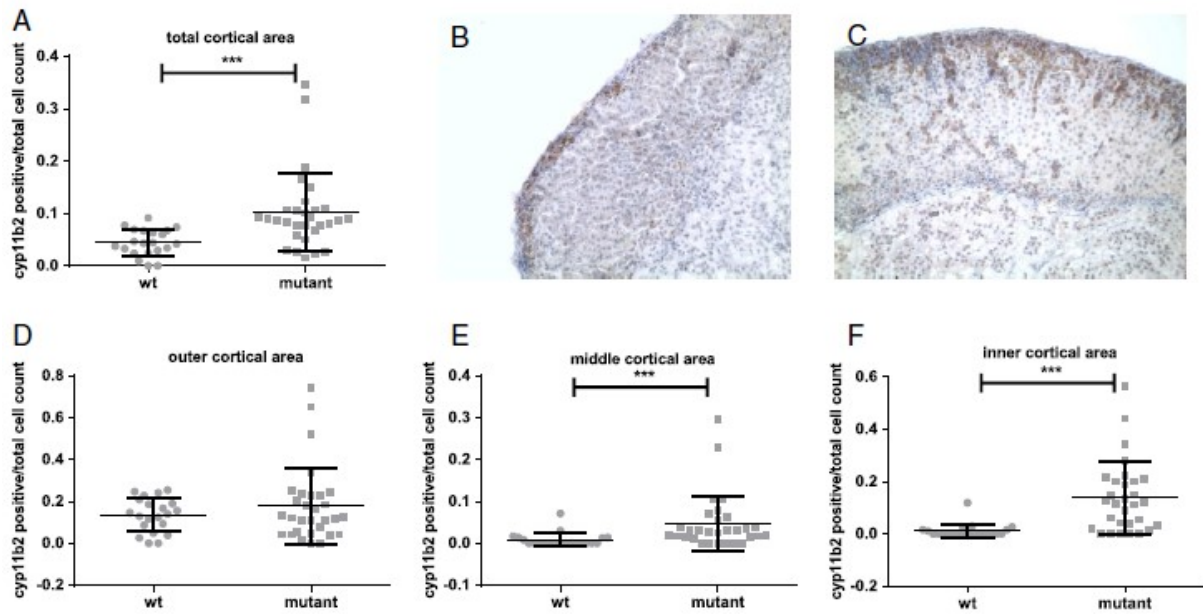 A
total cortical area
***
cyp11b2 positive/total cell count
0.4
0.3
0.2
0.1
0.0
wt
mutant
B
C
D
outer cortical area
cyp11b2 positive/total cell count
0.8
0.6
0.4
0.2
0.0
-0.2
wt
mutant
E
middle cortical area
***
cyp11b2 positive/total cell count
0.4
0.3
0.2
0.1
0.0
-0.1
wt
mutant
F
inner cortical area
***
cyp11b2 positive/total cell count
0.6
0.4
0.2
0.0
-0.2
wt
mutant